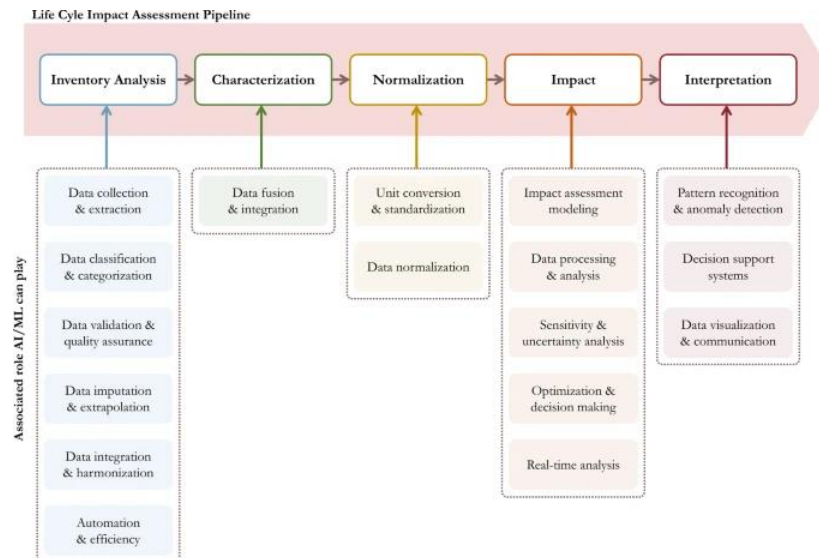 Life Cyle Impact Assessment Pipeline
Inventory Analysis
Characterization
Normalization
Impact
Interpretation
Associated role AI/ML can play
Data collection
& extraction
Data classification
& categorization
Data validation &
quality assurance
Data imputation
& extrapolation
Data integration
& harmonization
Automation
& efficiency
Data fusion
& integration
Unit conversion
& standardization
Data normalization
Impact assessment
modeling
Data processing
& analysis
Sensitivity &
uncertainty analysis
Optimization &
decision making
Real-time analysis
Pattern recognition
& anomaly detection
Decision support
systems
Data visualization
& communication